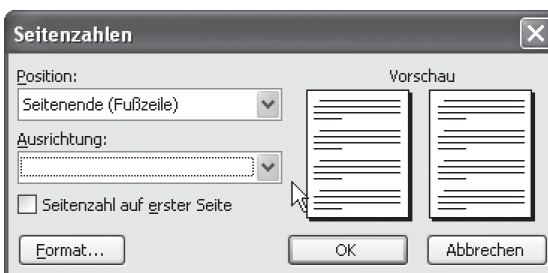 Seitenzahlen
Position:
Vorschau
Seitenende (Fußzeile)
Ausrichtung:
Seitenzahl auf erster Seite
Format...
OK
Abbrechen